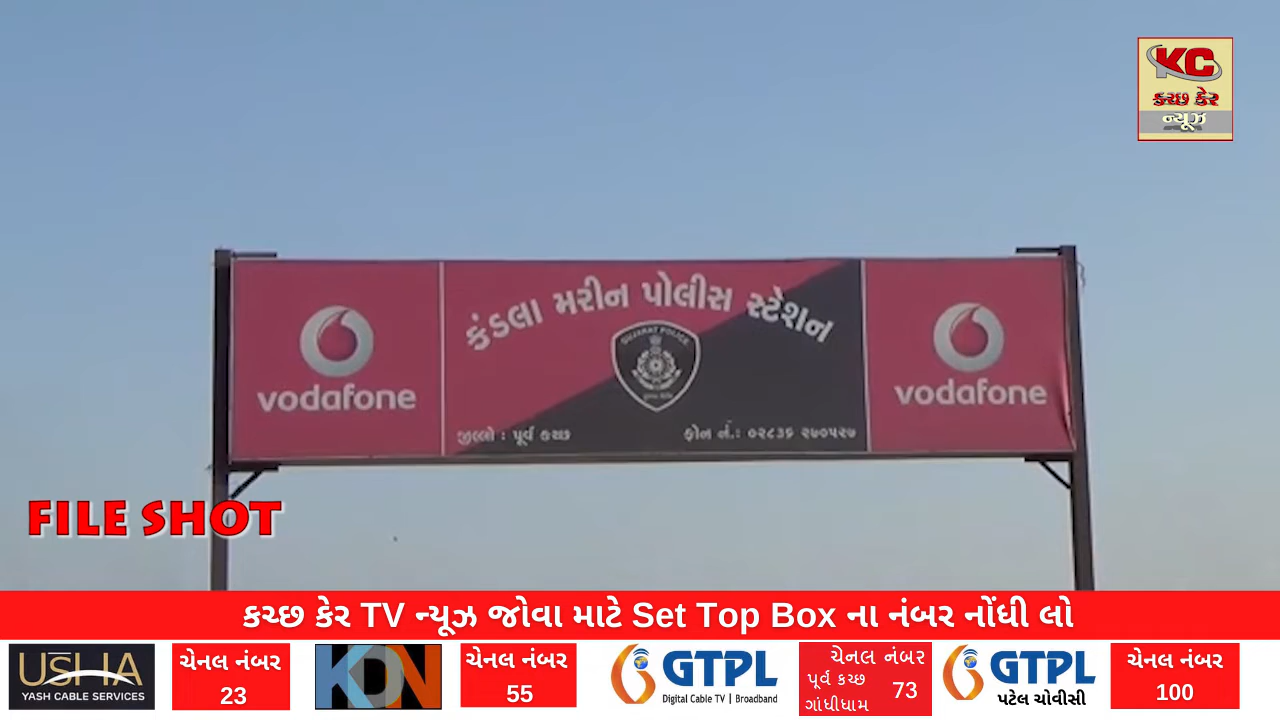 KC
કચ્છ કેર
ન્યૂઝ
કંડલા મરીન પોલીસ સ્ટેશન
GUJARAT POLICE
vodafone
vodafone
જીલ્લો : પૂર્વ કચ્છ
ફોન નં.: ૦૨૮૩૬ ૨૭૦૫૨૭
FILE SHOT
કચ્છ કેર TV ન્યૂઝ જોવા માટે Set Top Box ના નંબર નોંધી લો
USHA
YASH CABLE SERVICES
ચેનલ નંબર
23
KDN
ચેનલ નંબર
55
GTPL
Digital Cable TV | Broadband
ચેનલ નંબર
પૂર્વ કચ્છ
ગાંધીધામ
73
GTPL
પટેલ ચોવીસી
ચેનલ નંબર
100